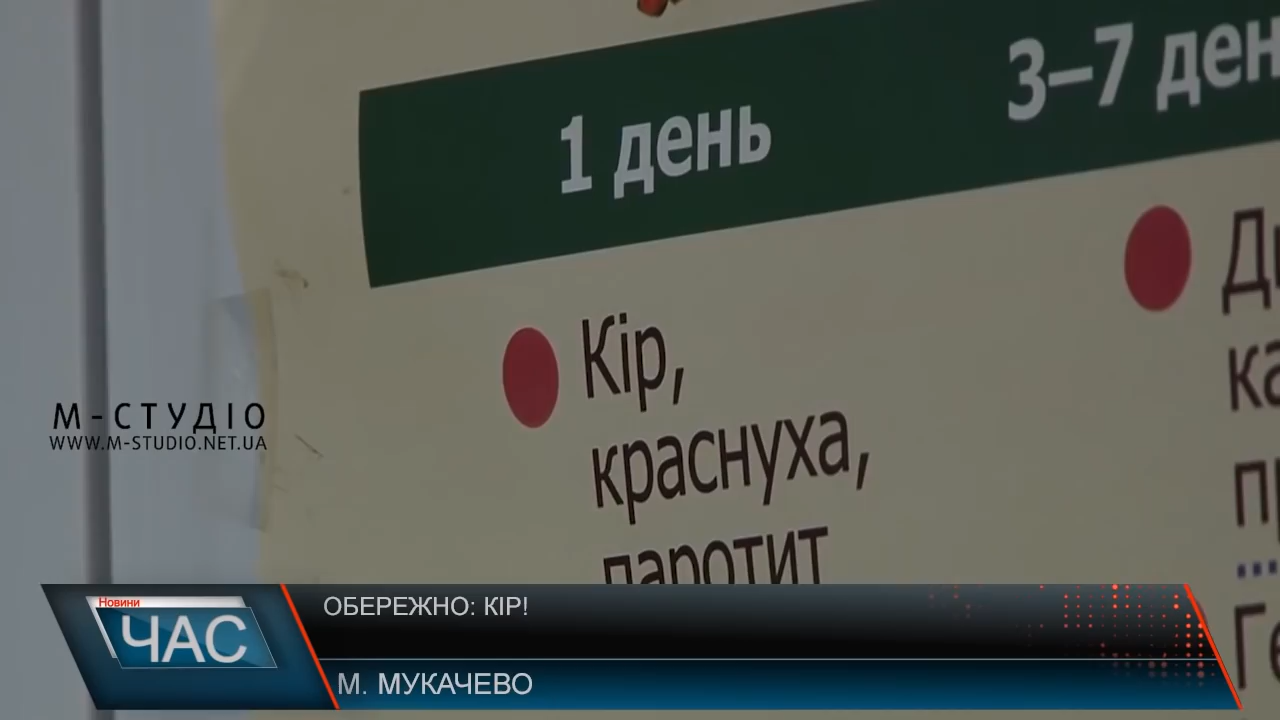 1 день
3–7 ден
Кір,
краснуха,
паротит
М-СТУДІО
WWW.M-STUDIO.NET.UA
Новини
ЧАС
ОБЕРЕЖНО: КІР!
М. МУКАЧЕВО